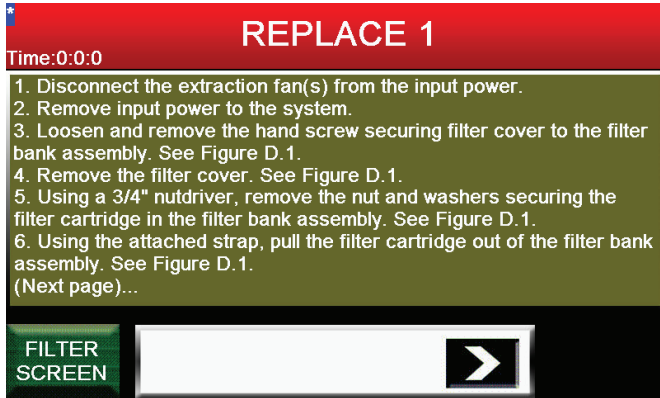 *
REPLACE 1
Time:0:0:0
1. Disconnect the extraction fan(s) from the input power.
2. Remove input power to the system.
3. Loosen and remove the hand screw securing filter cover to the filter
bank assembly. See Figure D.1.
4. Remove the filter cover. See Figure D.1.
5. Using a 3/4" nutdriver, remove the nut and washers securing the
filter cartridge in the filter bank assembly. See Figure D.1.
6. Using the attached strap, pull the filter cartridge out of the filter bank
assembly. See Figure D.1.
(Next page)...
FILTER
SCREEN